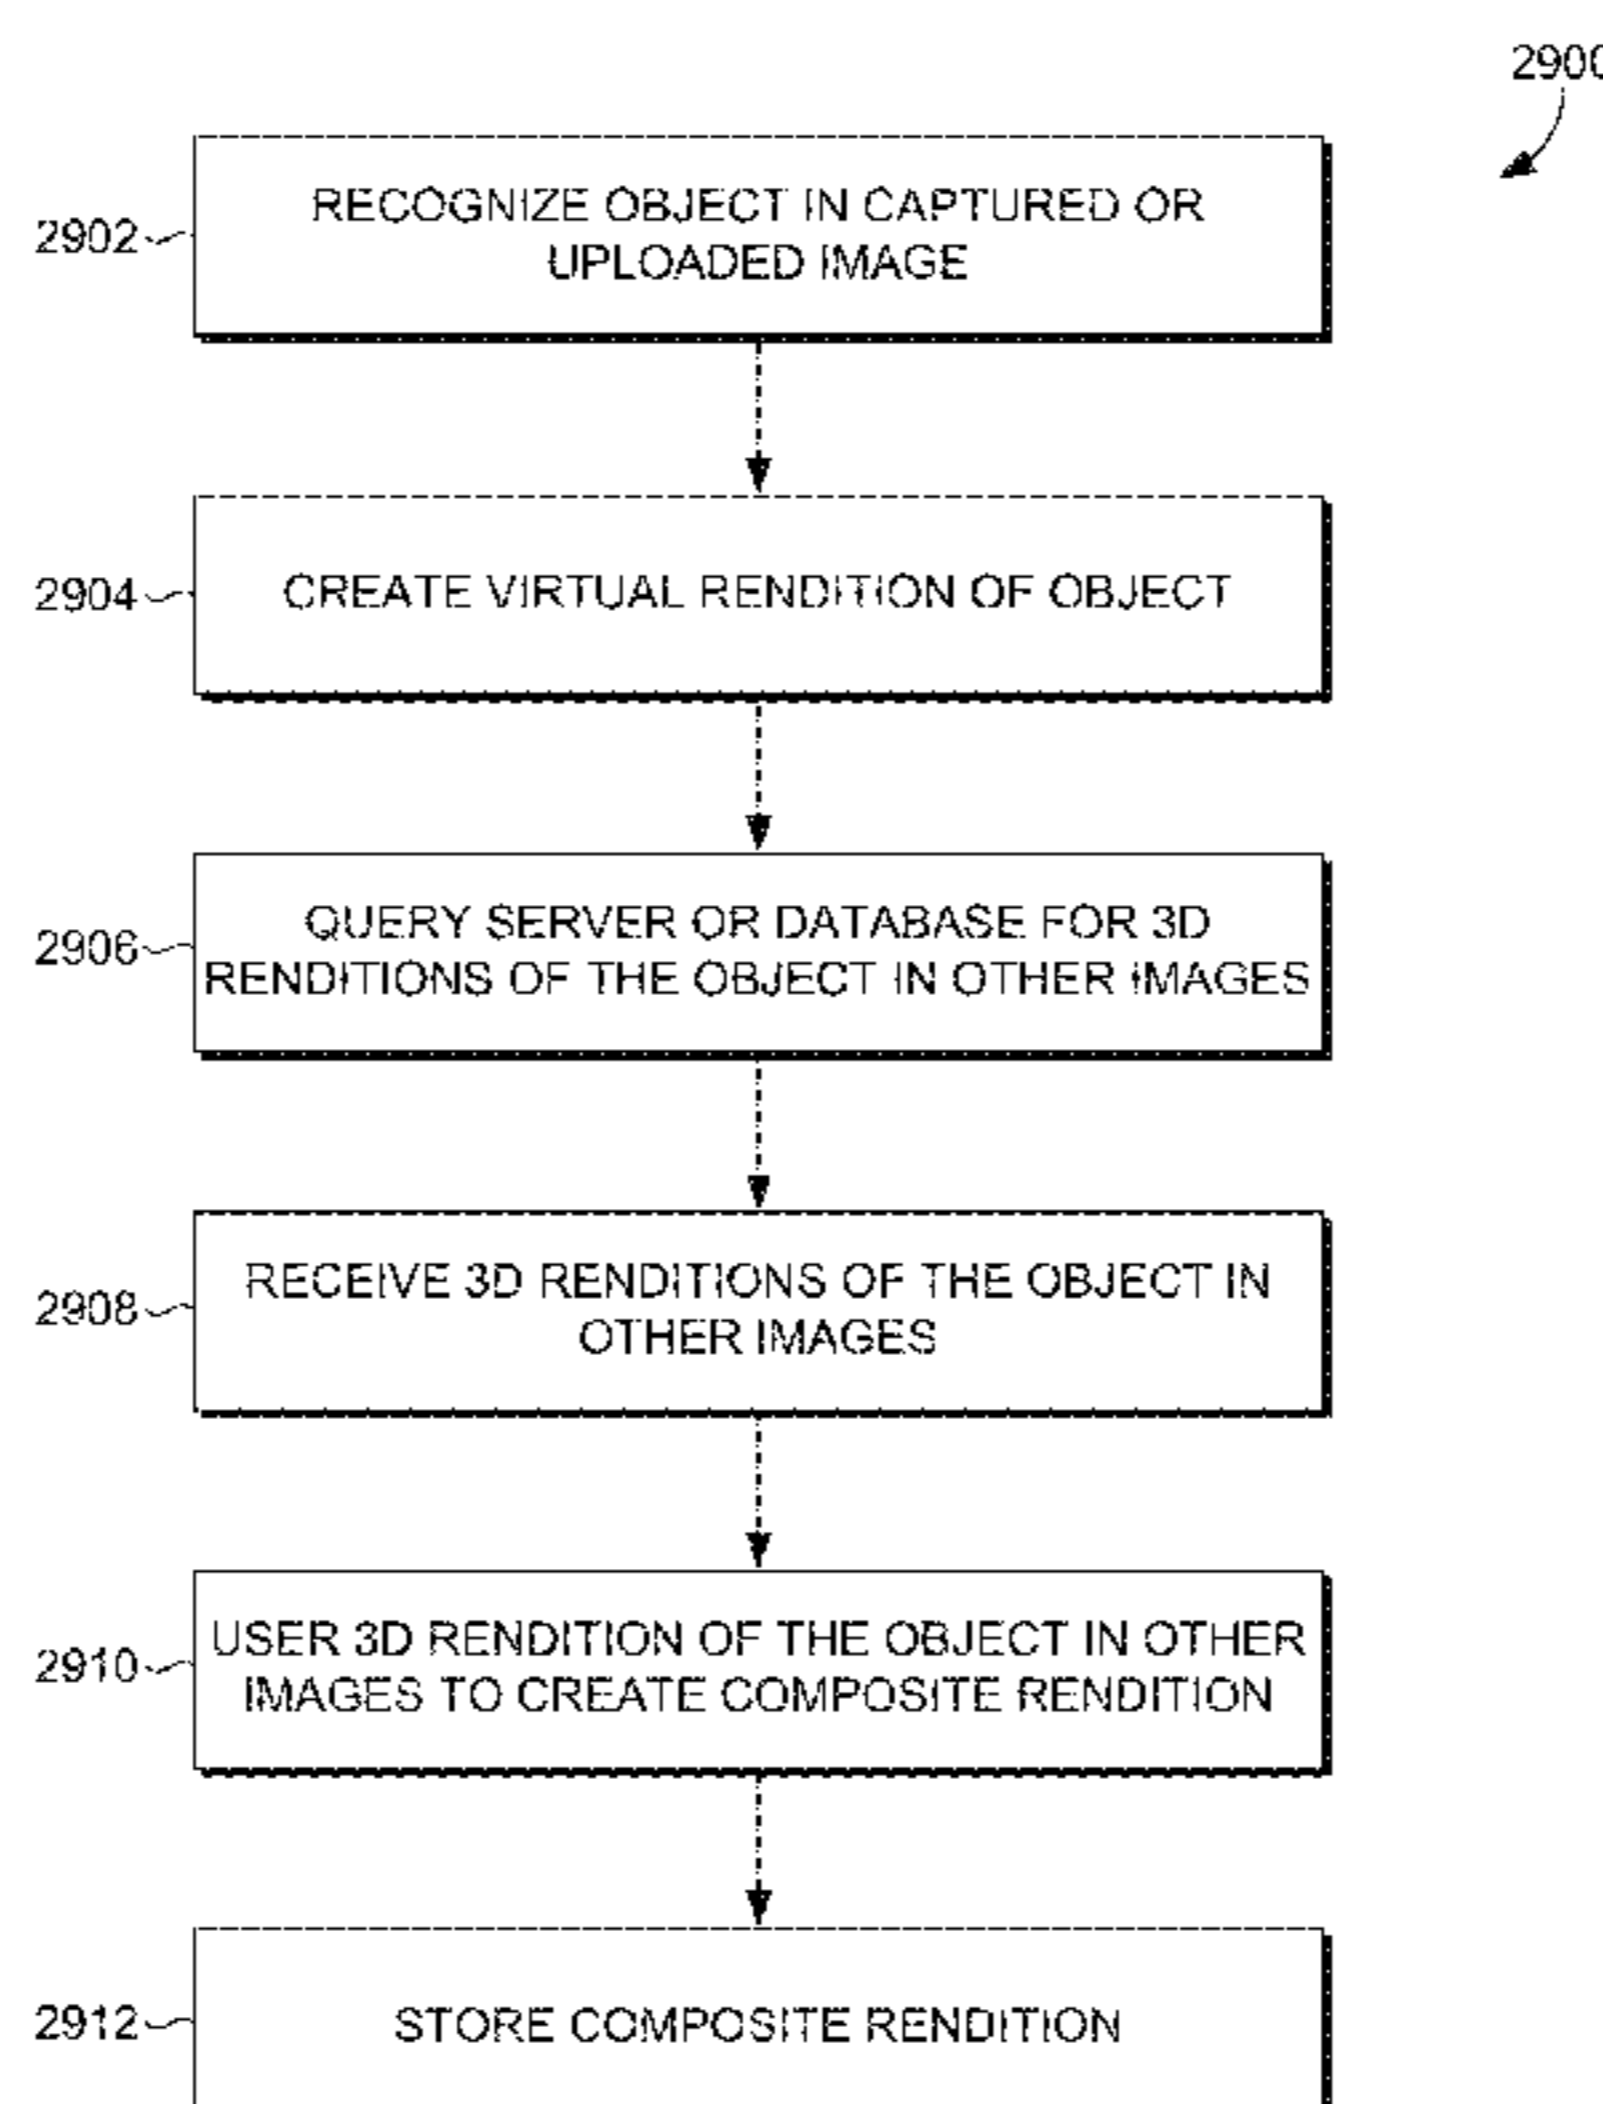 2900
RECOGNIZE OBJECT IN CAPTURED OR
UPLOADED IMAGE
2902
CREATE VIRTUAL RENDITION OF OBJECT
2904
QUERY SERVER OR DATABASE FOR 3D
RENDITIONS OF THE OBJECT IN OTHER IMAGES
2906
RECEIVE 3D RENDITIONS OF THE OBJECT IN
OTHER IMAGES
2908
USER 3D RENDITION OF THE OBJECT IN OTHER
IMAGES TO CREATE COMPOSITE RENDITION
2910
STORE COMPOSITE RENDITION
2912